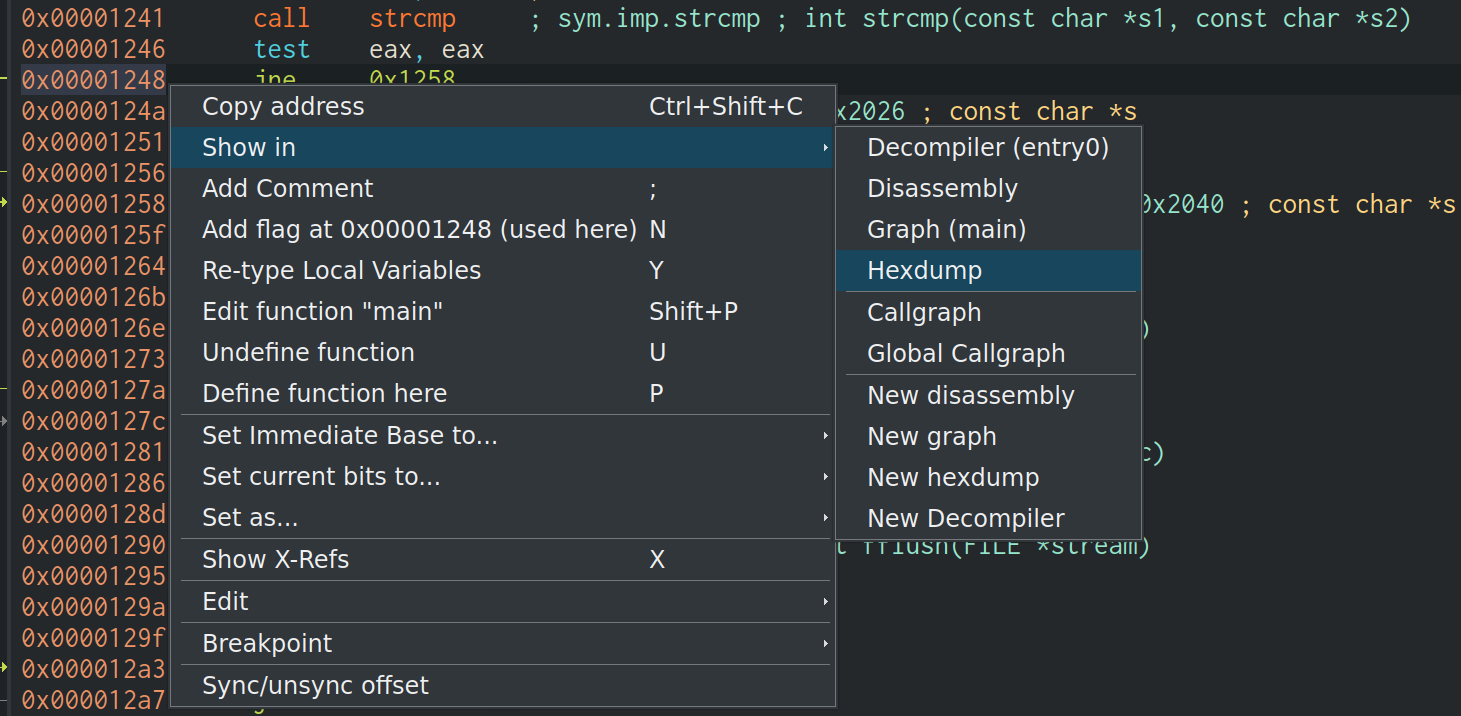 0x00001241 call strcmp ; sym.imp.strcmp ; int strcmp(const char *s1, const char *s2)
0x00001246 test eax, eax
0x00001248 jne 0x1258
0x0000124a x2026 ; const char *s
0x00001251
0x00001256
0x00001258 0x2040 ; const char *s
0x0000125f
0x00001264
0x0000126b
0x0000126e )
0x00001273
0x0000127a
0x0000127c
0x00001281 c)
0x00001286
0x0000128d
0x00001290 t fflush(FILE *stream)
0x00001295
0x0000129a
0x0000129f
0x000012a3
0x000012a7
Copy address Ctrl+Shift+C
Show in
Add Comment ;
Add flag at 0x00001248 (used here) N
Re-type Local Variables Y
Edit function "main" Shift+P
Undefine function U
Define function here P
Set Immediate Base to...
Set current bits to...
Set as...
Show X-Refs X
Edit
Breakpoint
Sync/unsync offset
Decompiler (entry0)
Disassembly
Graph (main)
Hexdump
Callgraph
Global Callgraph
New disassembly
New graph
New hexdump
New Decompiler